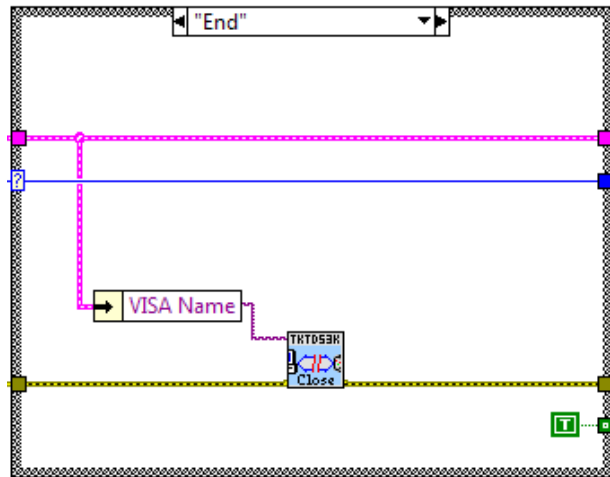 "End"
?
VISA Name
TKTDS3K
Close
T